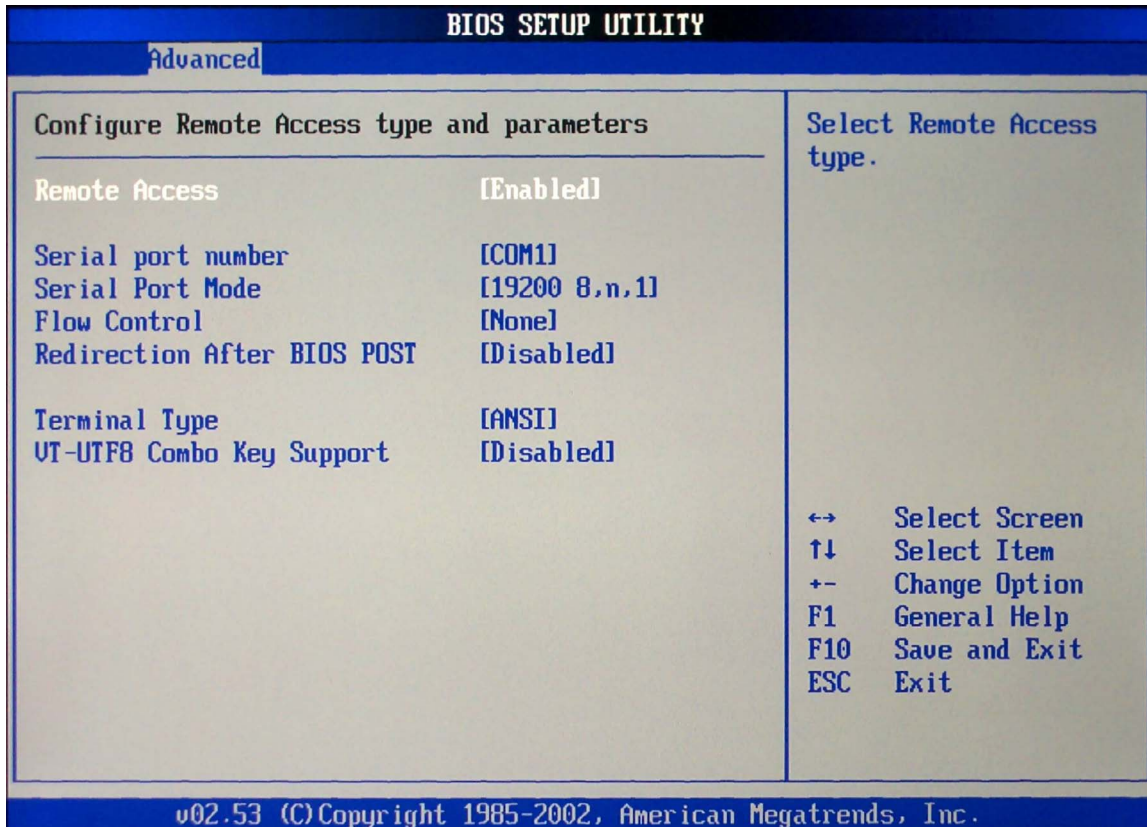 BIOS SETUP UTILITY
Advanced
Configure Remote Access type and parameters
Remote Access [Enabled]
Serial port number [COM1]
Serial Port Mode [19200 8,n,1]
Flow Control [None]
Redirection After BIOS POST [Disabled]
Terminal Type [ANSI]
VT-UTF8 Combo Key Support [Disabled]
Select Remote Access
type.
←→ Select Screen
↑↓ Select Item
+- Change Option
F1 General Help
F10 Save and Exit
ESC Exit
v02.53 (C)Copyright 1985-2002, American Megatrends, Inc.